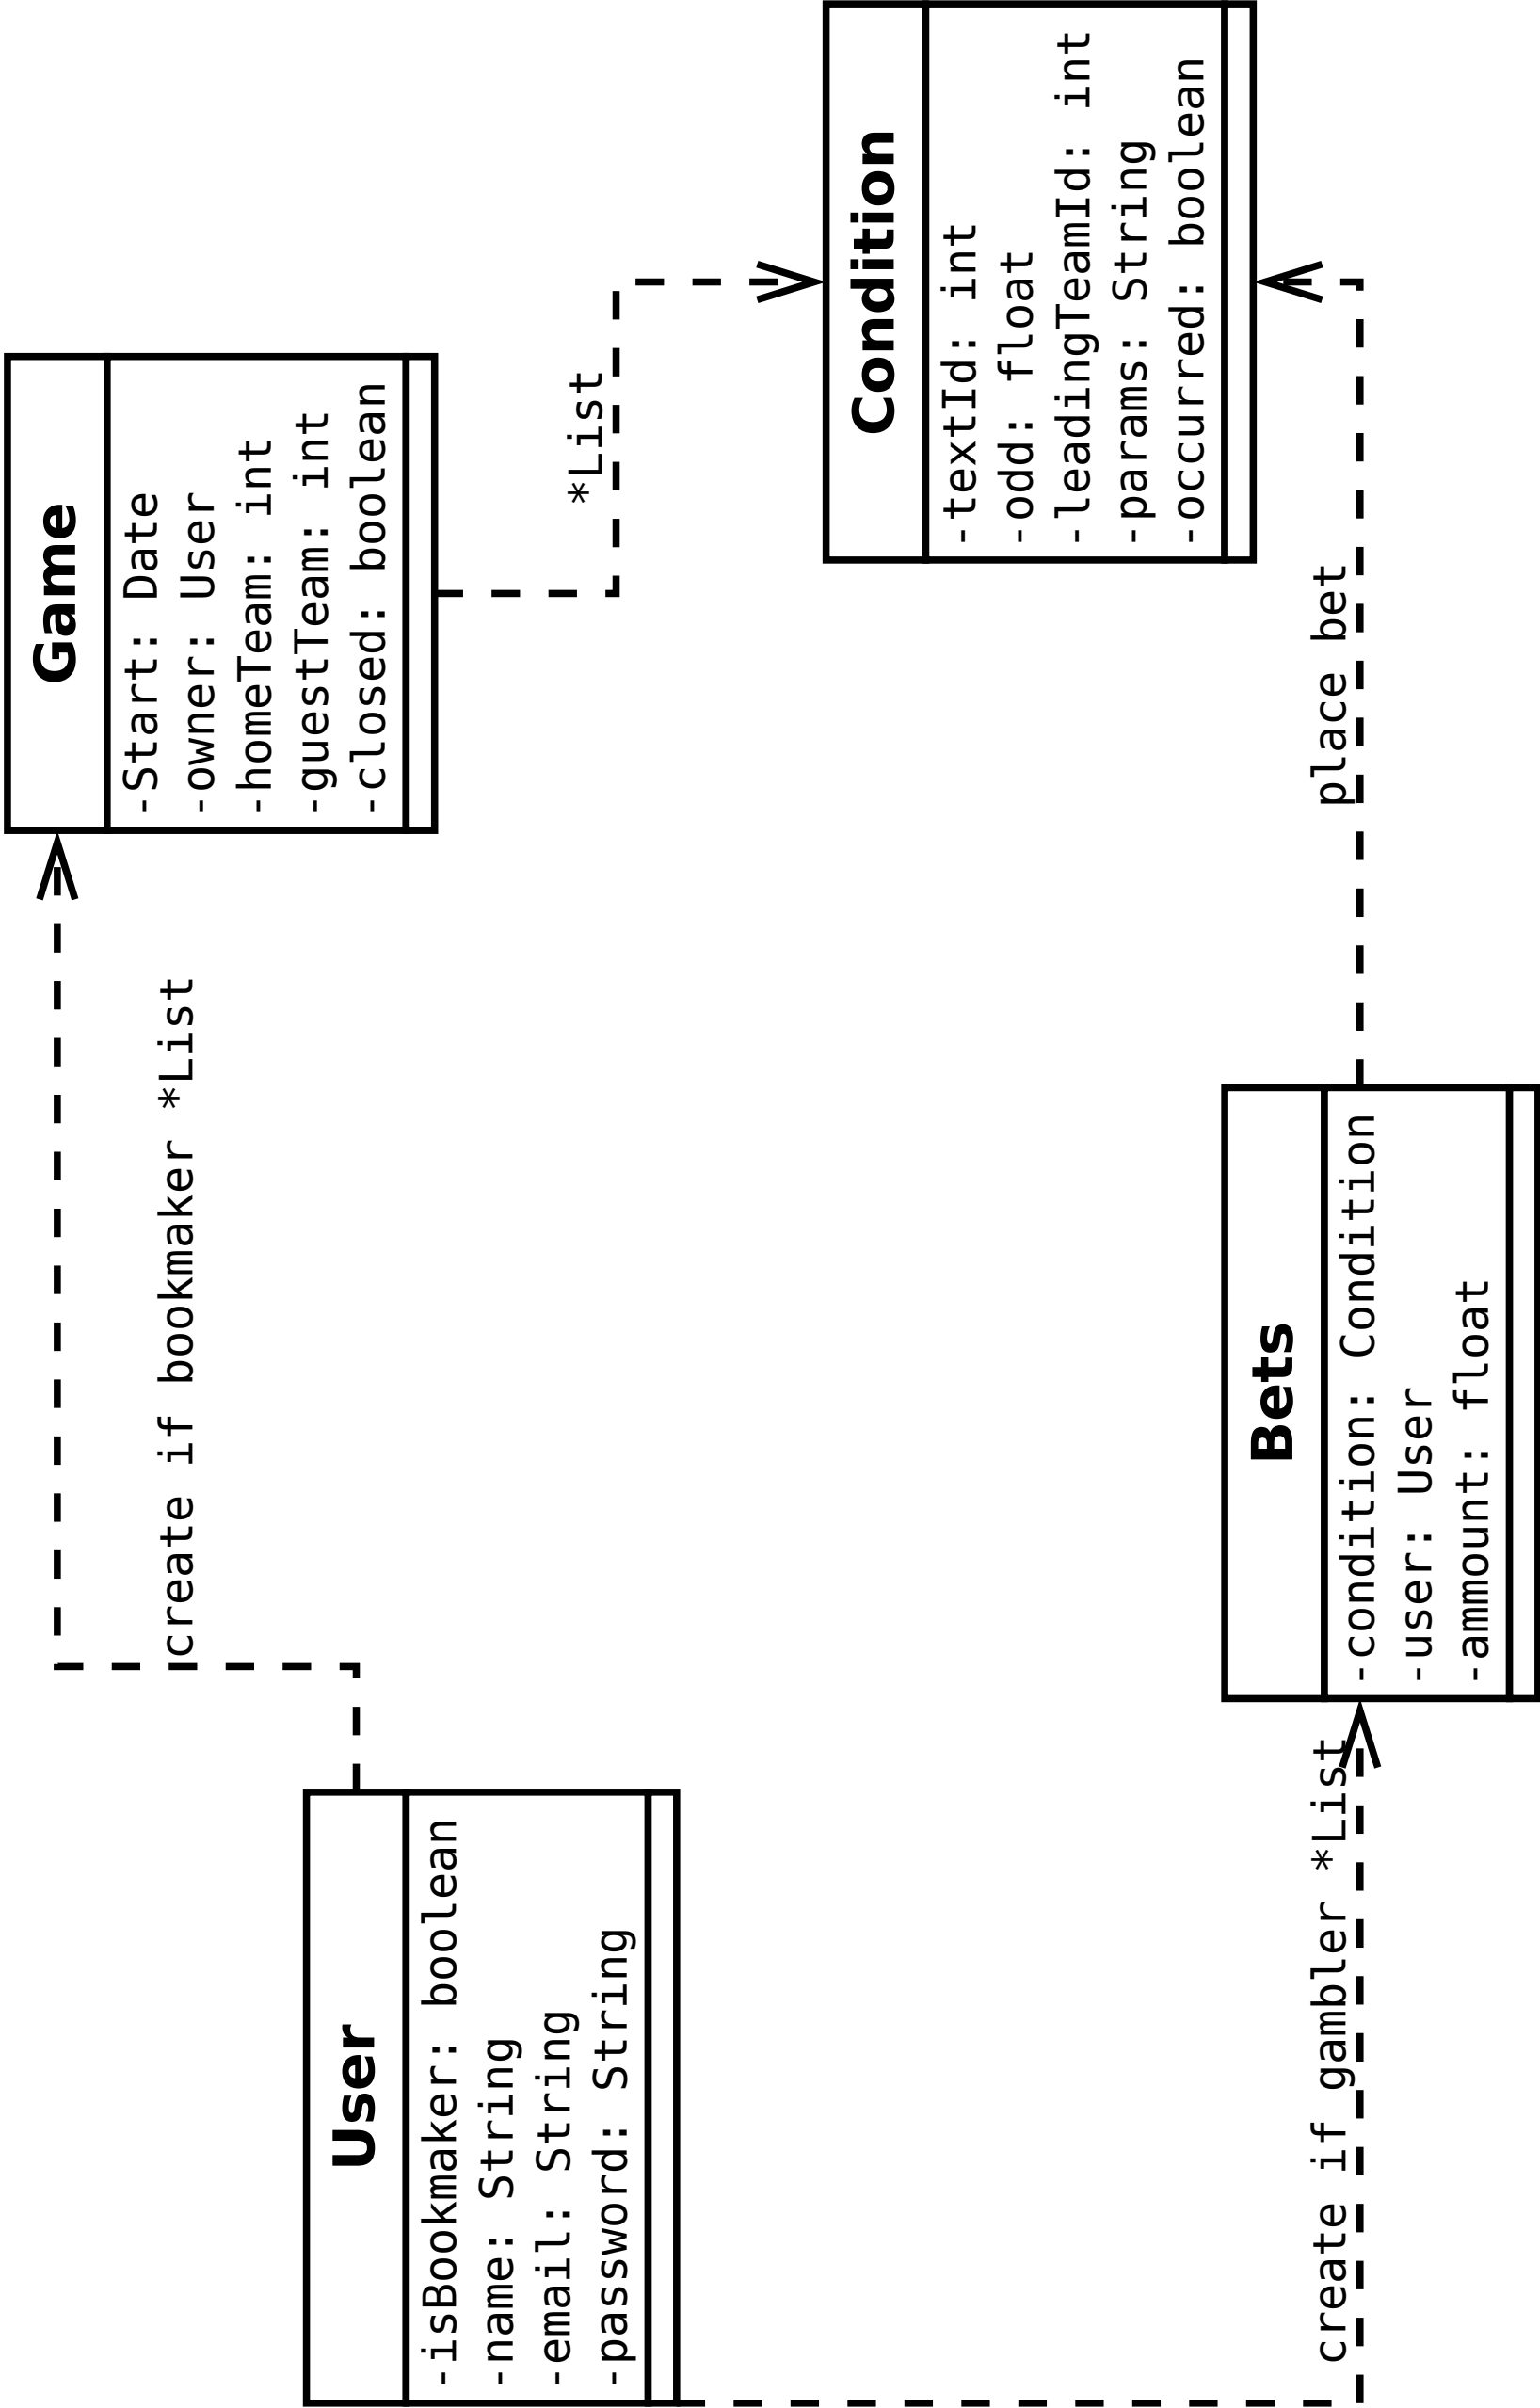 User
-isBookmaker: boolean
-name: String
-email: String
-password: String
create if bookmaker *List
Game
-Start: Date
-owner: User
-homeTeam: int
-guestTeam: int
-closed: boolean
*List
Condition
-textId: int
-odd: float
-leadingTeamId: int
-params: String
-occurred: boolean
create if gambler *List
Bets
-condition: Condition
-user: User
-ammount: float
place bet